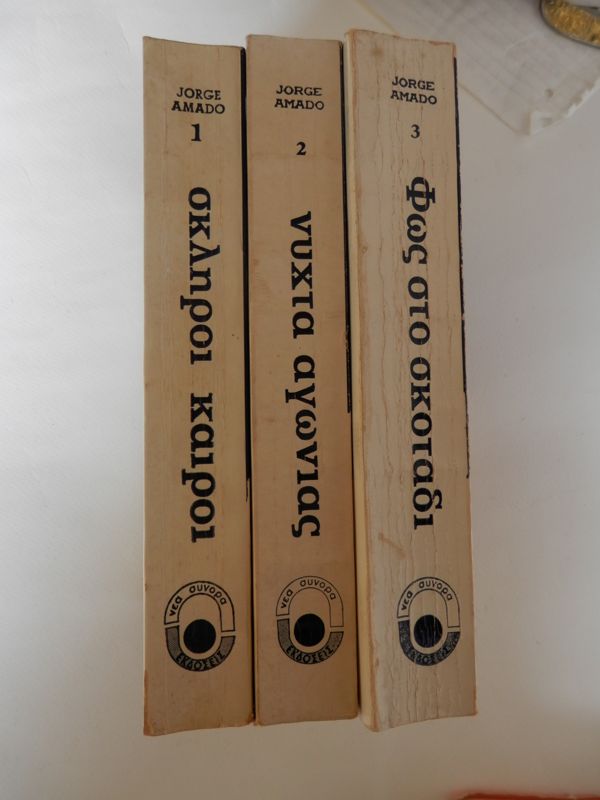 JORGE
AMADO
1
σκληροι καιροι
νεα συνορα
ΕΚΔΟΣΕΙΣ
JORGE
AMADO
2
νυχτα αγωνιας
νεα συνορα
ΕΚΔΟΣΕΙΣ
JORGE
AMADO
3
Φως στο σκοταδι
νεα συνορα
ΕΚΔΟΣΕΙΣ